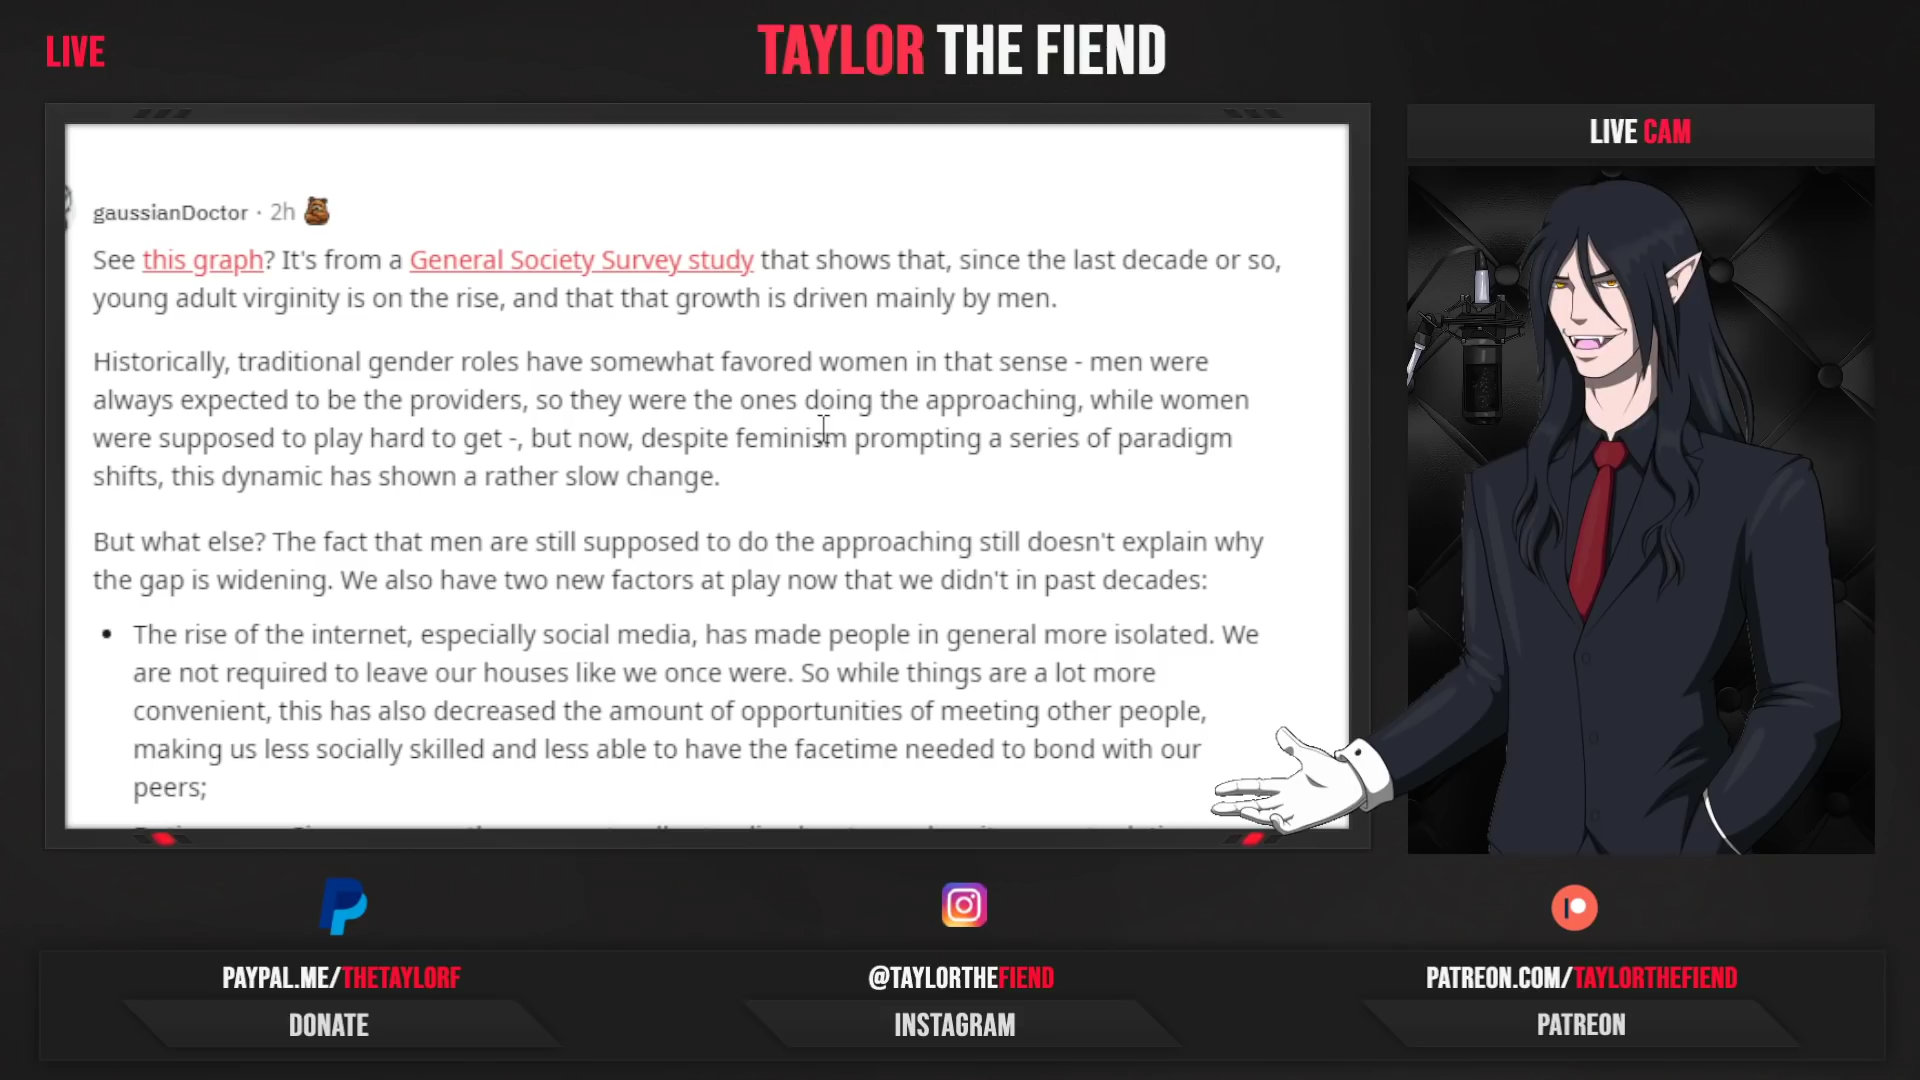 LIVE
TAYLOR THE FIEND
LIVE CAM
gaussianDoctor · 2h
See this graph? It's from a General Society Survey study that shows that, since the last decade or so,
young adult virginity is on the rise, and that that growth is driven mainly by men.
Historically, traditional gender roles have somewhat favored women in that sense - men were
always expected to be the providers, so they were the ones doing the approaching, while women
were supposed to play hard to get -, but now, despite feminism prompting a series of paradigm
shifts, this dynamic has shown a rather slow change.
But what else? The fact that men are still supposed to do the approaching still doesn't explain why
the gap is widening. We also have two new factors at play now that we didn't in past decades:
• The rise of the internet, especially social media, has made people in general more isolated. We
are not required to leave our houses like we once were. So while things are a lot more
convenient, this has also decreased the amount of opportunities of meeting other people,
making us less socially skilled and less able to have the facetime needed to bond with our
peers;
PAYPAL.ME/THETAYLORF
DONATE
@TAYLORTHEFIEND
INSTAGRAM
PATREON.COM/TAYLORTHEFIEND
PATREON